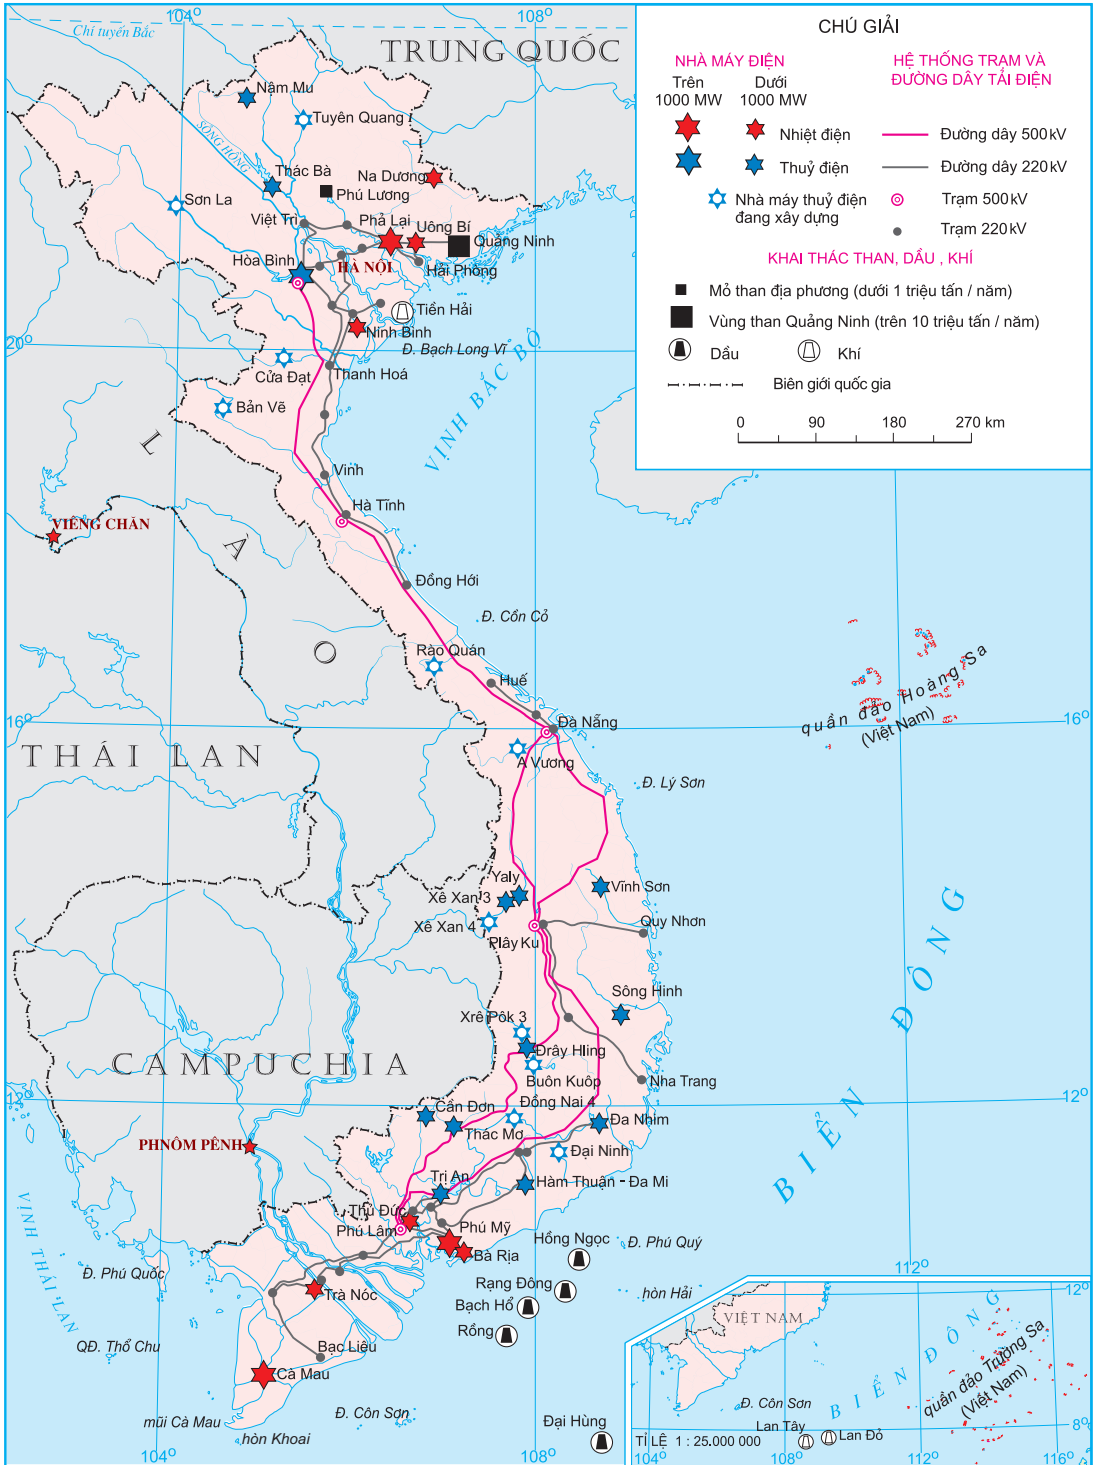 104°
108°
Chí tuyến Bắc
TRUNG QUỐC
CHÚ GIẢI
NHÀ MÁY ĐIỆN
Trên
1000 MW
Dưới
1000 MW
Nhiệt điện
Thuỷ điện
Nhà máy thuỷ điện
đang xây dựng
HỆ THỐNG TRẠM VÀ
ĐƯỜNG DÂY TẢI ĐIỆN
Đường dây 500kV
Đường dây 220kV
Trạm 500kV
Trạm 220kV
KHAI THÁC THAN, DẦU , KHÍ
Mỏ than địa phương (dưới 1 triệu tấn / năm)
Vùng than Quảng Ninh (trên 10 triệu tấn / năm)
Dầu
Khí
Biên giới quốc gia
0 90 180 270 km
Nậm Mu
Tuyên Quang
SÔNG HỒNG
Thác Bà
Na Dương
Phú Lương
Sơn La
Việt Trì
Phả Lại
Uông Bí
Quảng Ninh
Hòa Bình
HÀ NỘI
Hải Phòng
Tiền Hải
Ninh Bình
20°
20°
Đ. Bạch Long Vĩ
Cửa Đạt
Thanh Hoá
Bản Vẽ
VỊNH BẮC BỘ
LÀO
Vinh
Hà Tĩnh
VIÊNG CHĂN
Đồng Hới
Đ. Cồn Cỏ
Rào Quán
Huế
quần đảo Hoàng Sa
(Việt Nam)
16°
16°
Đà Nẵng
THÁI LAN
A Vương
Đ. Lý Sơn
Yaly
Xê Xan 3
Vĩnh Sơn
Xê Xan 4
Quy Nhơn
Plây Ku
BIỂN ĐÔNG
Sông Hinh
Xrê Pôk 3
Đrây Hling
CAMPUCHIA
Buôn Kuôp
Nha Trang
12°
12°
Đồng Nai 4
Cần Đơn
Thác Mơ
Đa Nhim
PHNÔM PÊNH
Đại Ninh
Trị An
Hàm Thuận - Đa Mi
Thủ Đức
Phú Lâm
Phú Mỹ
Bà Rịa
Hồng Ngọc
Đ. Phú Quý
VỊNH THÁI LAN
Đ. Phú Quốc
Rạng Đông
hòn Hải
12°
Trà Nóc
Bạch Hổ
Rồng
QĐ. Thổ Chu
Bạc Liêu
Cà Mau
mũi Cà Mau
Đ. Côn Sơn
hòn Khoai
Đại Hùng
104°
108°
VIỆT NAM
BIỂN ĐÔNG
12°
quần đảo Trường Sa
(Việt Nam)
Đ. Côn Sơn
Lan Tây
Lan Đỏ
8°
TỈ LỆ 1 : 25.000 000
104°
108°
112°
116°